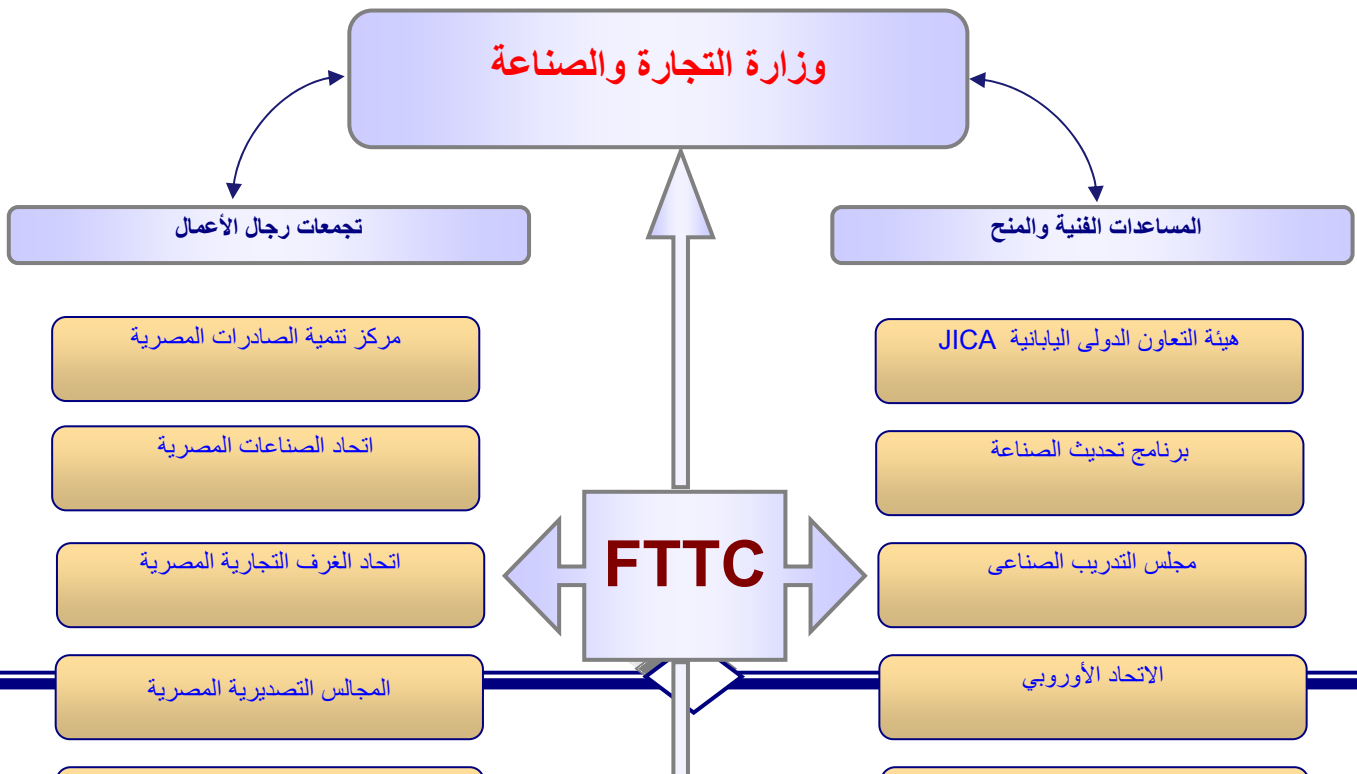 وزارة التجارة والصناعة
المساعدات الفنية والمنح
تجمعات رجال الأعمال
هيئة التعاون الدولى اليابانية JICA
مركز تنمية الصادرات المصرية
برنامج تحديث الصناعة
اتحاد الصناعات المصرية
مجلس التدريب الصناعى
FTTC
اتحاد الغرف التجارية المصرية
الاتحاد الأوروبي
المجالس التصديرية المصرية